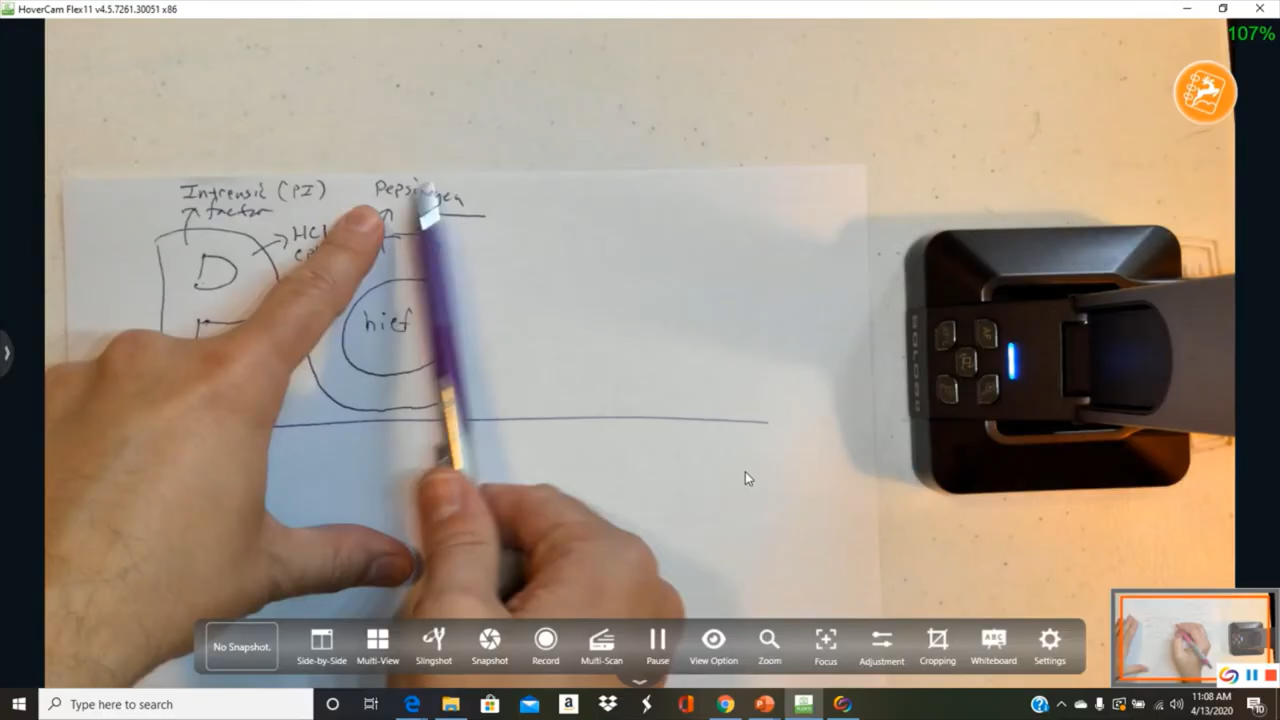 HoverCam Flex11 v4.5.7261.30051 x86
107%
Intrensic (PI)
factor
HCl
D
hief
No Snapshot.
Side-by-Side
Multi-View
Slingshot
Snapshot
Record
Multi-Scan
Pause
View Option
Zoom
Focus
Adjustment
Cropping
ABC
Whiteboard
Settings
Type here to search
11:08 AM
4/13/2020